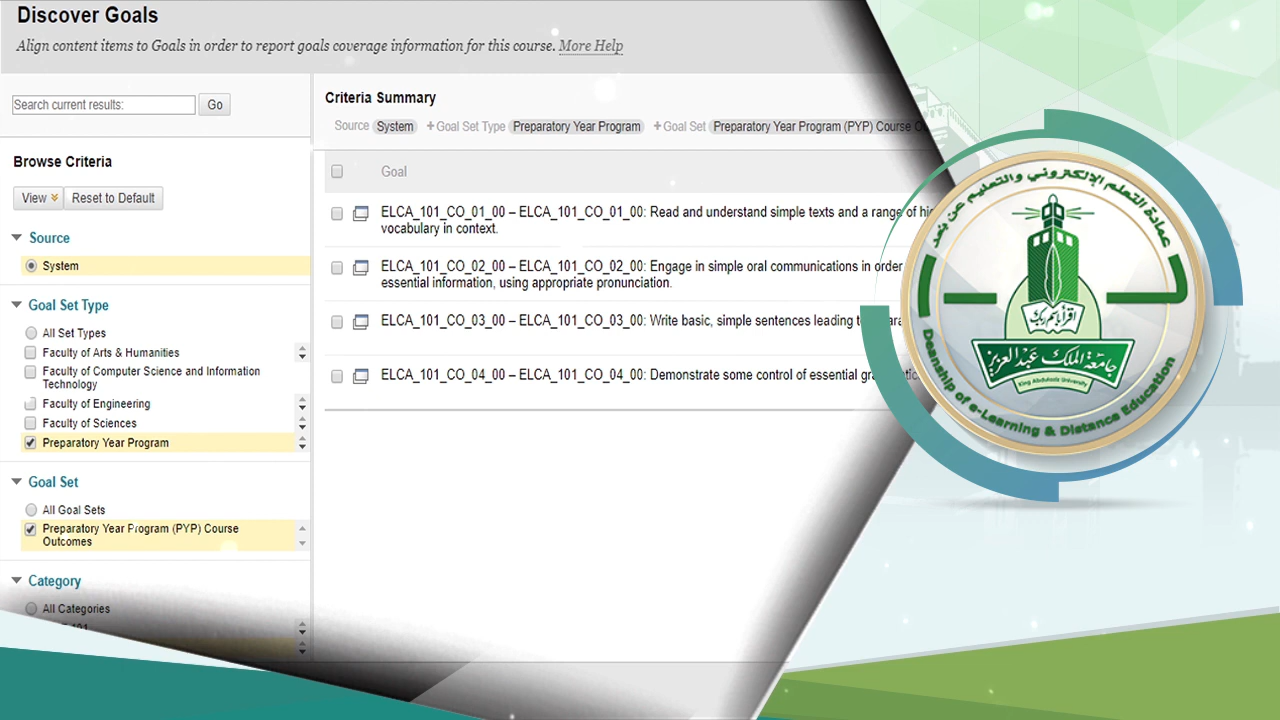 Discover Goals
Align content items to Goals in order to report goals coverage information for this course. More Help
Search current results:
Go
Browse Criteria
View
Reset to Default
Source
System
Goal Set Type
All Set Types
Faculty of Arts & Humanities
Faculty of Computer Science and Information
Technology
Faculty of Engineering
Faculty of Sciences
Preparatory Year Program
Goal Set
All Goal Sets
Preparatory Year Program (PYP) Course
Outcomes
Category
All Categories
Criteria Summary
Source System + Goal Set Type Preparatory Year Program + Goal Set Preparatory Year Program (PYP) Course
Goal
ELCA_101_CO_01_00 – ELCA_101_CO_01_00: Read and understand simple texts and a range of
vocabulary in context.
ELCA_101_CO_02_00 – ELCA_101_CO_02_00: Engage in simple oral communications in order
essential information, using appropriate pronunciation.
ELCA_101_CO_03_00 – ELCA_101_CO_03_00: Write basic, simple sentences leading
ELCA_101_CO_04_00 – ELCA_101_CO_04_00: Demonstrate some control of essential
عمادة التعلم الإلكتروني والتعليم عن بعد
اقرأ باسم ربك
جامعة الملك عبدالعزيز
King Abdulaziz University
Deanship of e-Learning & Distance Education